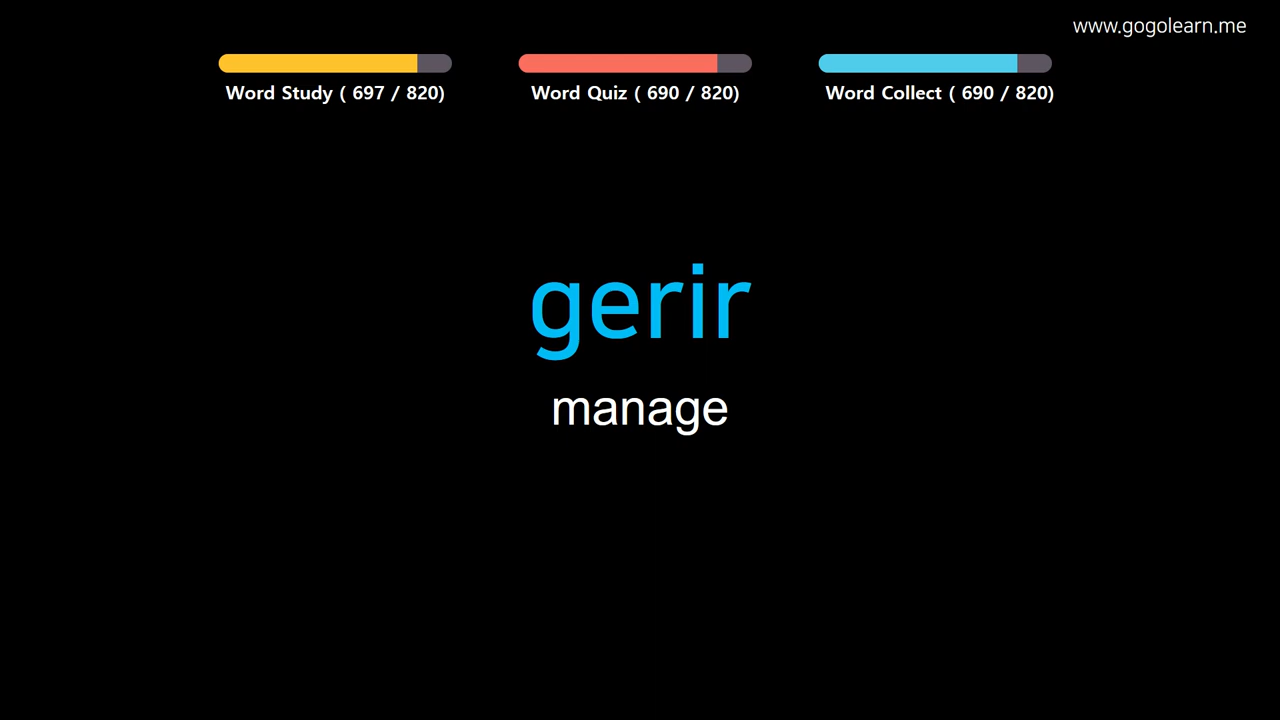 www.gogolearn.me
Word Study ( 697 / 820)
Word Quiz ( 690 / 820)
Word Collect ( 690 / 820)
gerir
manage